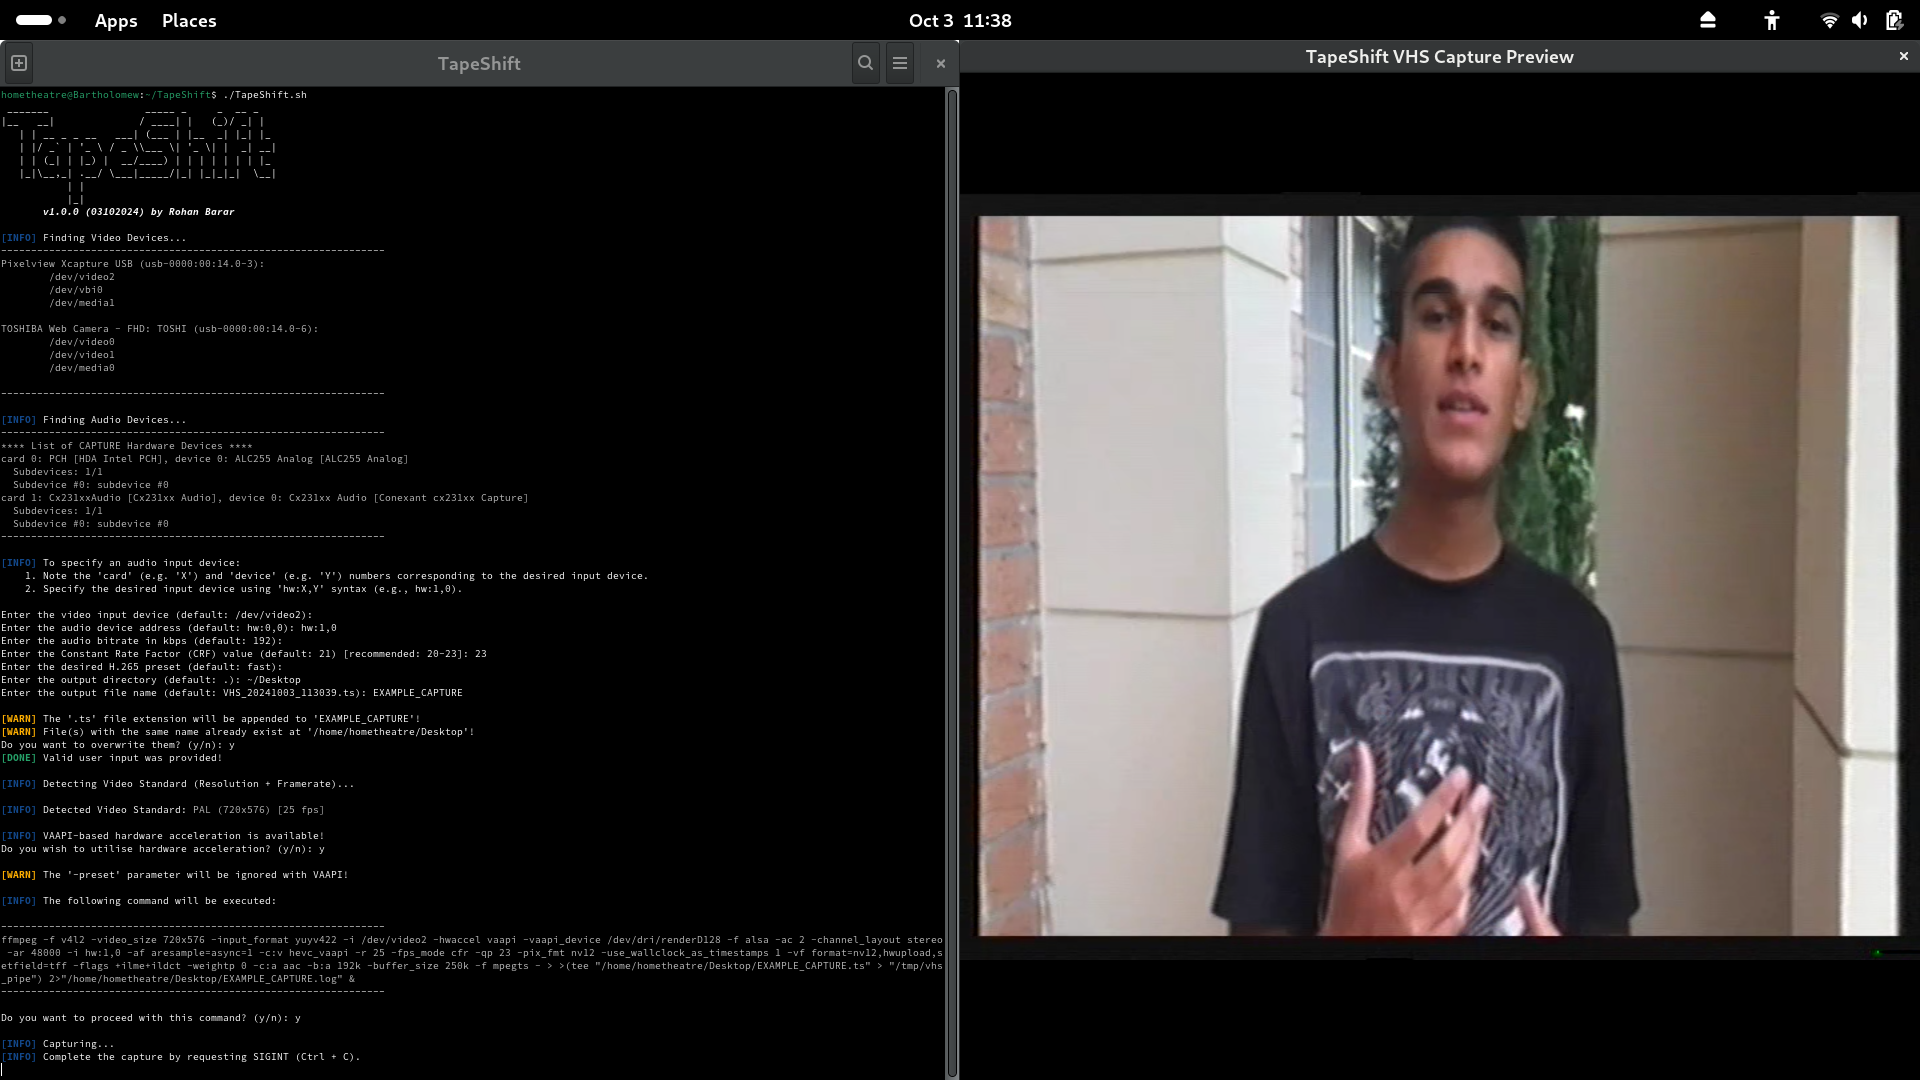 Apps Places Oct 3 11:38
TapeShift
TapeShift VHS Capture Preview
hometheatre@Bartholomew:~/TapeShift$ ./TapeShift.sh
TapeShift
v1.0.0 (03102024) by Rohan Barar
[INFO] Finding Video Devices...
----------------------------------------------------------------
Pixelview Xcapture USB (usb-0000:00:14.0-3):
/dev/video2
/dev/vbi0
/dev/media1
TOSHIBA Web Camera - FHD: TOSHI (usb-0000:00:14.0-6):
/dev/video0
/dev/video1
/dev/media0
----------------------------------------------------------------
[INFO] Finding Audio Devices...
----------------------------------------------------------------
**** List of CAPTURE Hardware Devices ****
card 0: PCH [HDA Intel PCH], device 0: ALC255 Analog [ALC255 Analog]
Subdevices: 1/1
Subdevice #0: subdevice #0
card 1: Cx231xxAudio [Cx231xx Audio], device 0: Cx231xx Audio [Conexant cx231xx Capture]
Subdevices: 1/1
Subdevice #0: subdevice #0
----------------------------------------------------------------
[INFO] To specify an audio input device:
1. Note the 'card' (e.g. 'X') and 'device' (e.g. 'Y') numbers corresponding to the desired input device.
2. Specify the desired input device using 'hw:X,Y' syntax (e.g., hw:1,0).
Enter the video input device (default: /dev/video2):
Enter the audio device address (default: hw:0,0): hw:1,0
Enter the audio bitrate in kbps (default: 192):
Enter the Constant Rate Factor (CRF) value (default: 21) [recommended: 20-23]: 23
Enter the desired H.265 preset (default: fast):
Enter the output directory (default: .): ~/Desktop
Enter the output file name (default: VHS_20241003_113039.ts): EXAMPLE_CAPTURE
[WARN] The '.ts' file extension will be appended to 'EXAMPLE_CAPTURE'!
[WARN] File(s) with the same name already exist at '/home/hometheatre/Desktop'!
Do you want to overwrite them? (y/n): y
[DONE] Valid user input was provided!
[INFO] Detecting Video Standard (Resolution + Framerate)...
[INFO] Detected Video Standard: PAL (720x576) [25 fps]
[INFO] VAAPI-based hardware acceleration is available!
Do you wish to utilise hardware acceleration? (y/n): y
[WARN] The '-preset' parameter will be ignored with VAAPI!
[INFO] The following command will be executed:
----------------------------------------------------------------
ffmpeg -f v4l2 -video_size 720x576 -input_format yuyv422 -i /dev/video2 -hwaccel vaapi -vaapi_device /dev/dri/renderD128 -f alsa -ac 2 -channel_layout stereo
-ar 48000 -i hw:1,0 -af aresample=async=1 -c:v hevc_vaapi -r 25 -fps_mode cfr -qp 23 -pix_fmt nv12 -use_wallclock_as_timestamps 1 -vf format=nv12,hwupload,s
etfield=tff -flags +ilme+ildct -weightp 0 -c:a aac -b:a 192k -buffer_size 250k -f mpegts - > >(tee "/home/hometheatre/Desktop/EXAMPLE_CAPTURE.ts" > "/tmp/vhs
_pipe") 2>"/home/hometheatre/Desktop/EXAMPLE_CAPTURE.log" &
----------------------------------------------------------------
Do you want to proceed with this command? (y/n): y
[INFO] Capturing...
[INFO] Complete the capture by requesting SIGINT (Ctrl + C).